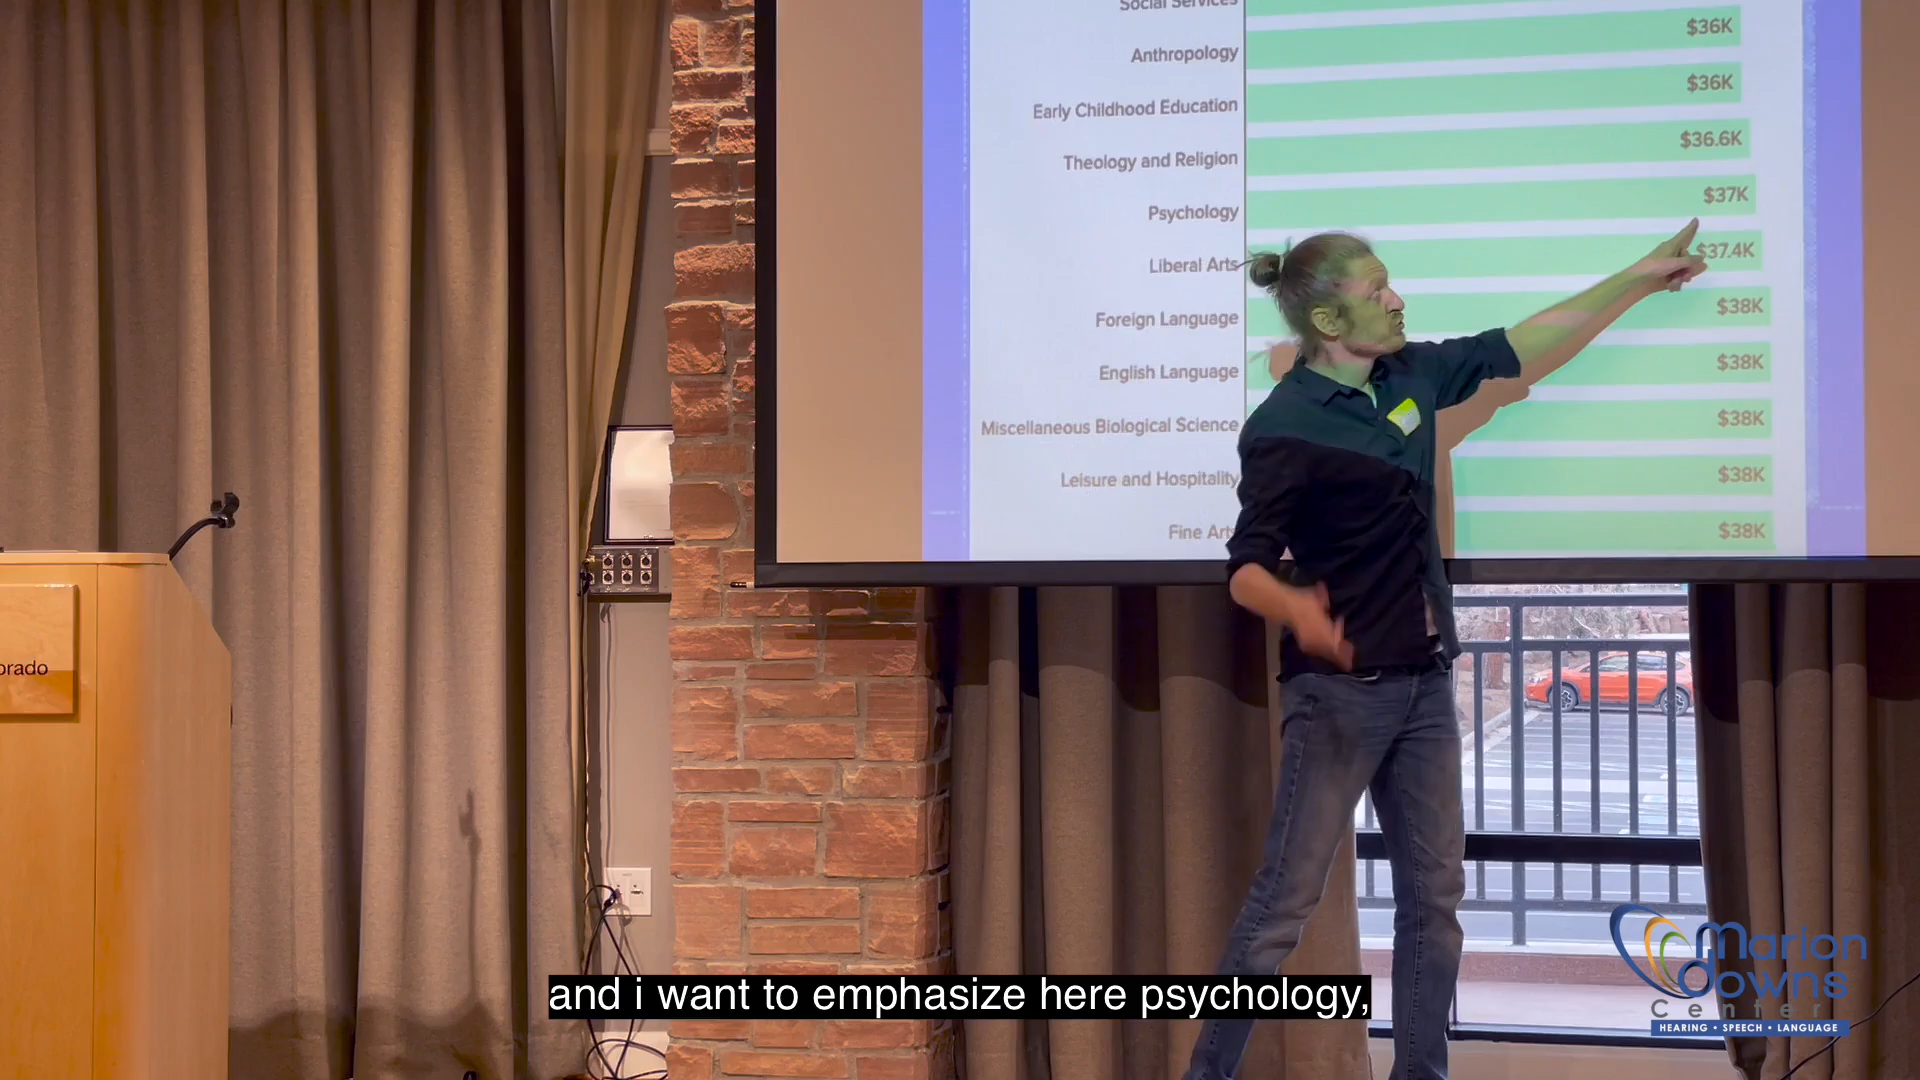 Social Services
$36K
Anthropology
$36K
Early Childhood Education
$36.6K
Theology and Religion
$37K
Psychology
$37.4K
Liberal Arts
$38K
Foreign Language
$38K
English Language
$38K
Miscellaneous Biological Science
$38K
Leisure and Hospitality
$38K
Fine Arts
orado
and i want to emphasize here psychology,
marion
downs
Center
HEARING • SPEECH • LANGUAGE